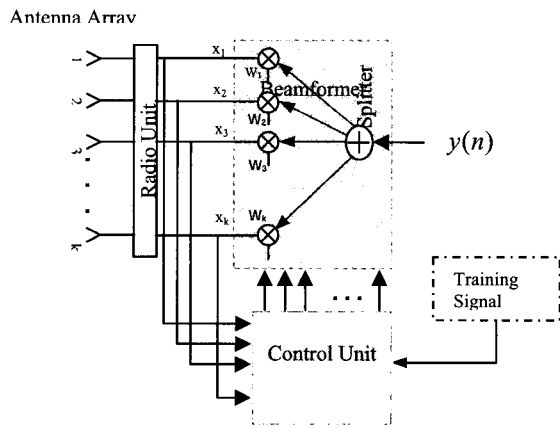 Antenna Array
1
2
3
k
Radio Unit
x1
x2
x3
xk
W1
W2
W3
Wk
Beamformer
Splitter
y(n)
Training
Signal
Control Unit